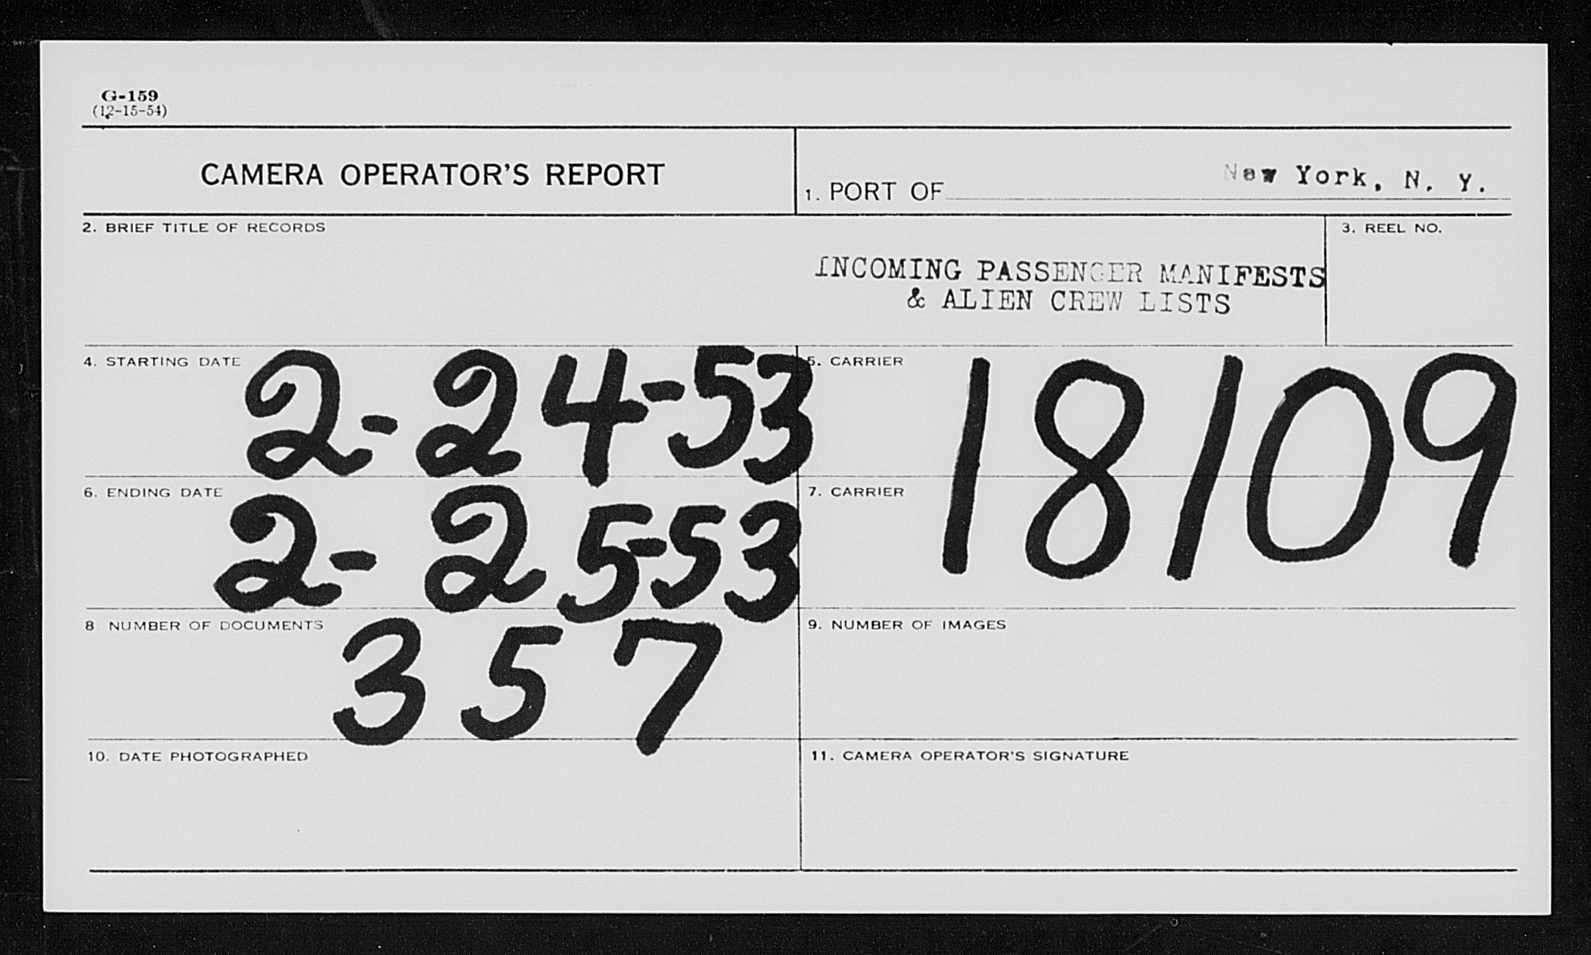 G-159
(12-15-54)
CAMERA OPERATOR'S REPORT
1. PORT OF New York, N. Y.
2. BRIEF TITLE OF RECORDS
INCOMING PASSENGER MANIFESTS
& ALIEN CREW LISTS
3. REEL NO.
4. STARTING DATE 2-24-53
5. CARRIER 18109
6. ENDING DATE 2-25-53
7. CARRIER
8 NUMBER OF DOCUMENTS 357
9. NUMBER OF IMAGES
10. DATE PHOTOGRAPHED
11. CAMERA OPERATOR'S SIGNATURE